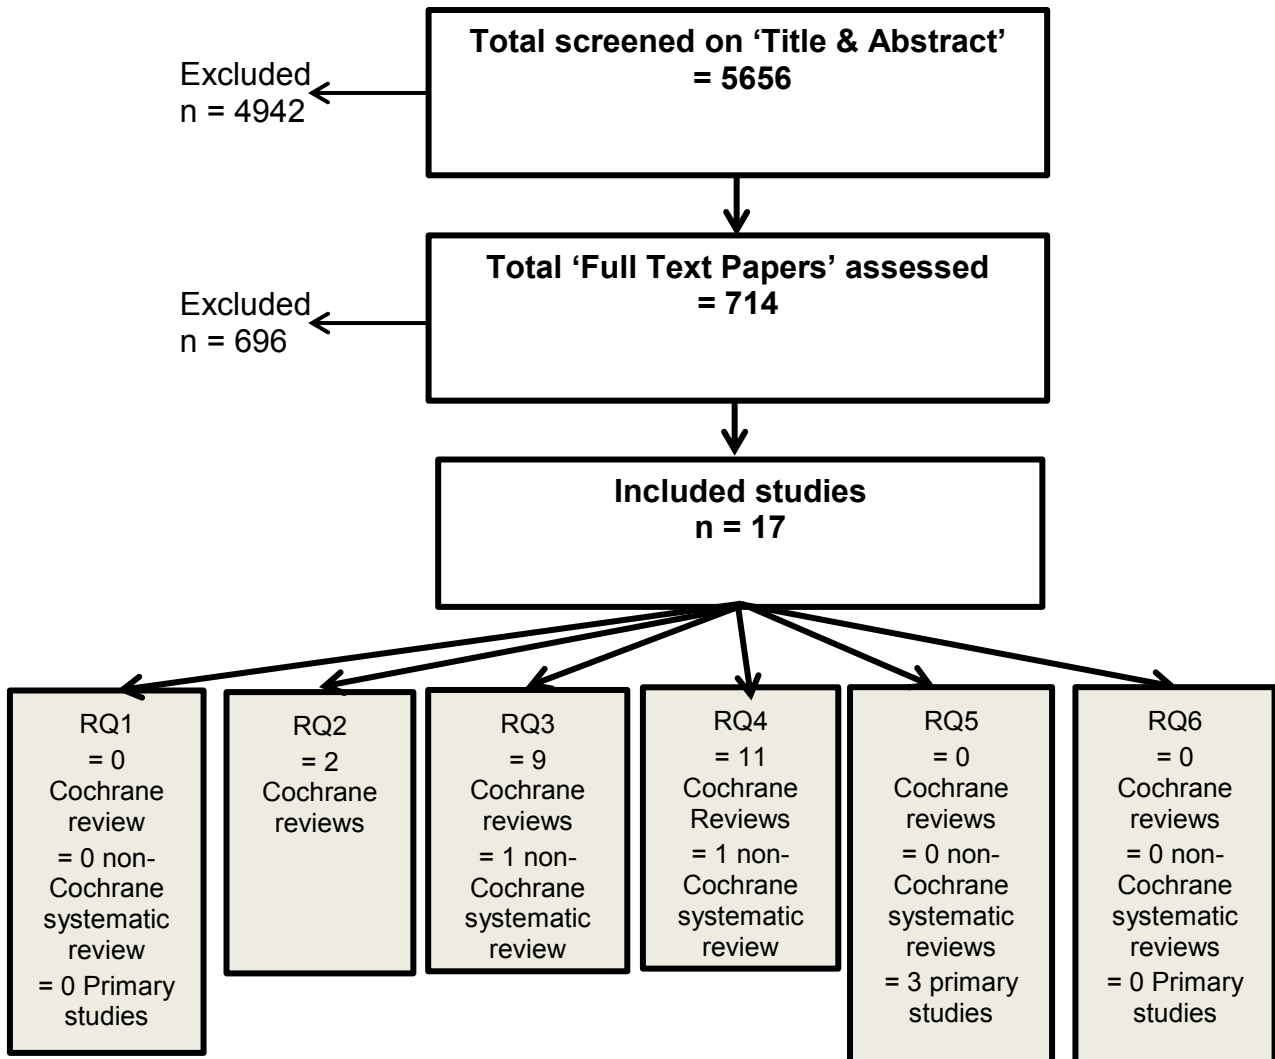 Total screened on ‘Title & Abstract’
= 5656
Excluded
n = 4942
Total ‘Full Text Papers’ assessed
= 714
Excluded
n = 696
Included studies
n = 17
RQ1
= 0
Cochrane
review
= 0 non-
Cochrane
systematic
review
= 0 Primary
studies
RQ2
= 2
Cochrane
reviews
RQ3
= 9
Cochrane
reviews
= 1 non-
Cochrane
systematic
review
RQ4
= 11
Cochrane
Reviews
= 1 non-
Cochrane
systematic
review
RQ5
= 0
Cochrane
reviews
= 0 non-
Cochrane
systematic
reviews
= 3 primary
studies
RQ6
= 0
Cochrane
reviews
= 0 non-
Cochrane
systematic
reviews
= 0 Primary
studies